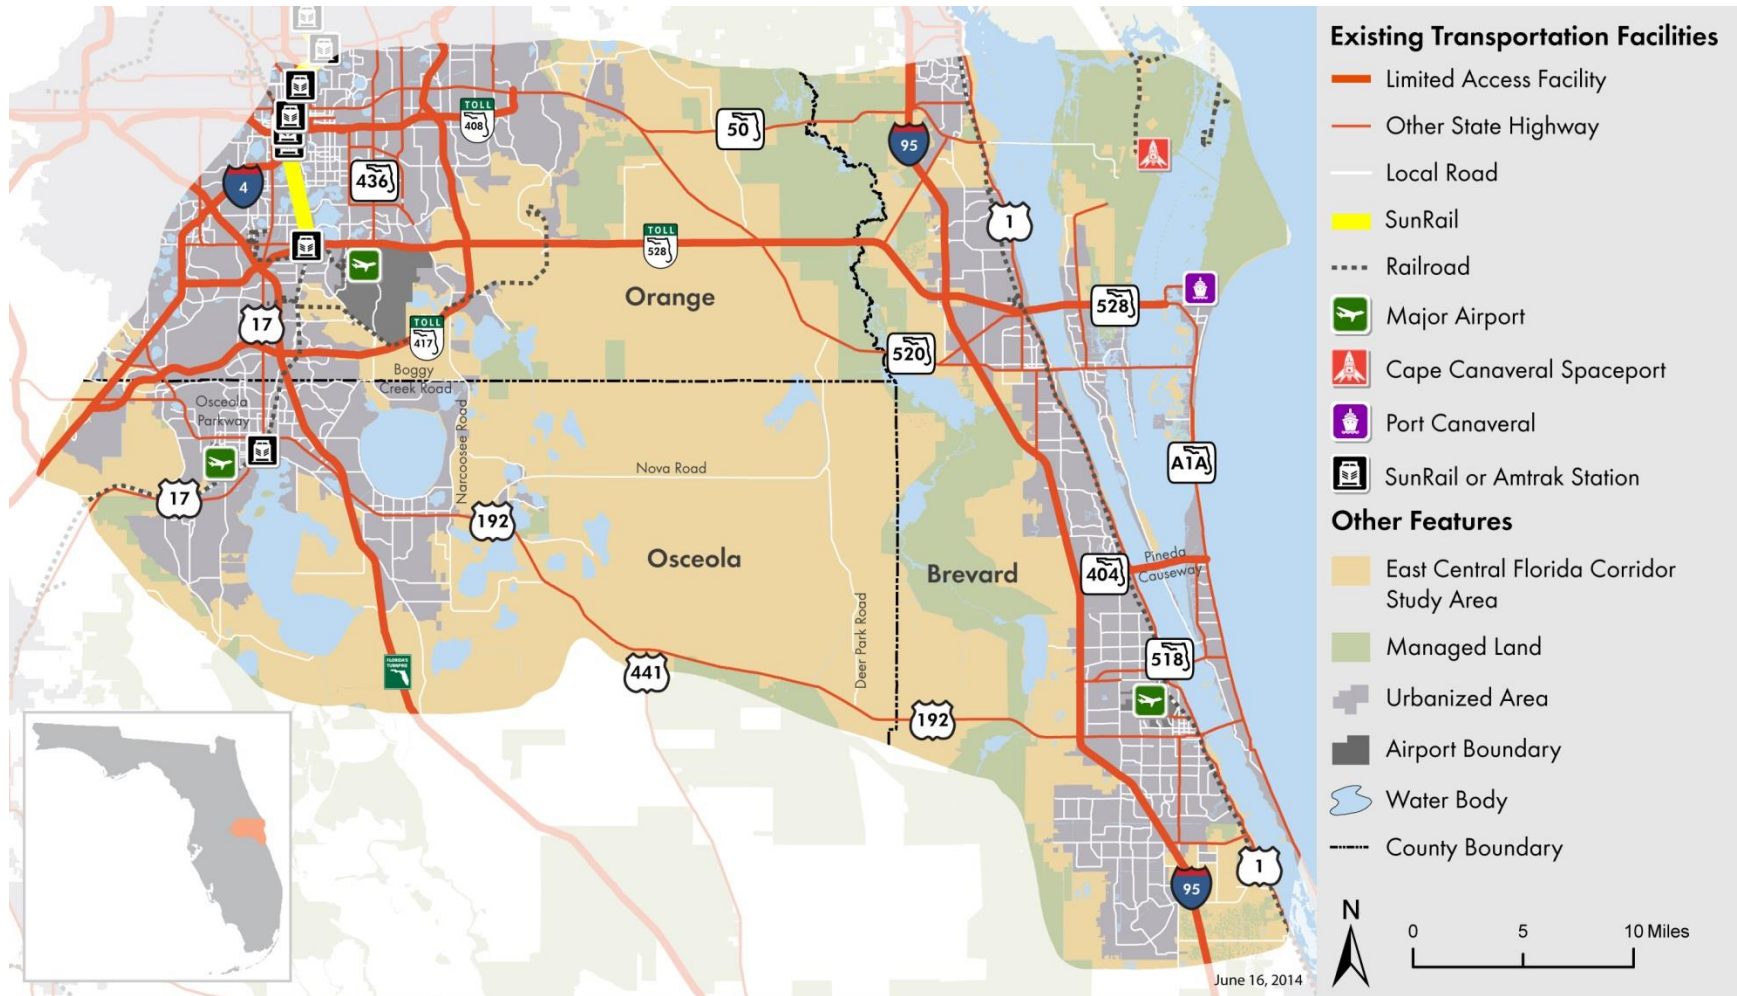 TOLL
408
50
95
4
436
1
17
TOLL
528
Orange
TOLL
417
528
520
Boggy
Creek Road
Osceola
Parkway
Narcoossee Road
Nova Road
A1A
17
192
Osceola
Brevard
404
Pineda
Causeway
Deer Park Road
FLORIDA'S
TURNPIKE
441
518
192
1
95
June 16, 2014
Existing Transportation Facilities
Limited Access Facility
Other State Highway
Local Road
SunRail
Railroad
Major Airport
Cape Canaveral Spaceport
Port Canaveral
SunRail or Amtrak Station
Other Features
East Central Florida Corridor
Study Area
Managed Land
Urbanized Area
Airport Boundary
Water Body
County Boundary
N
0 5 10 Miles